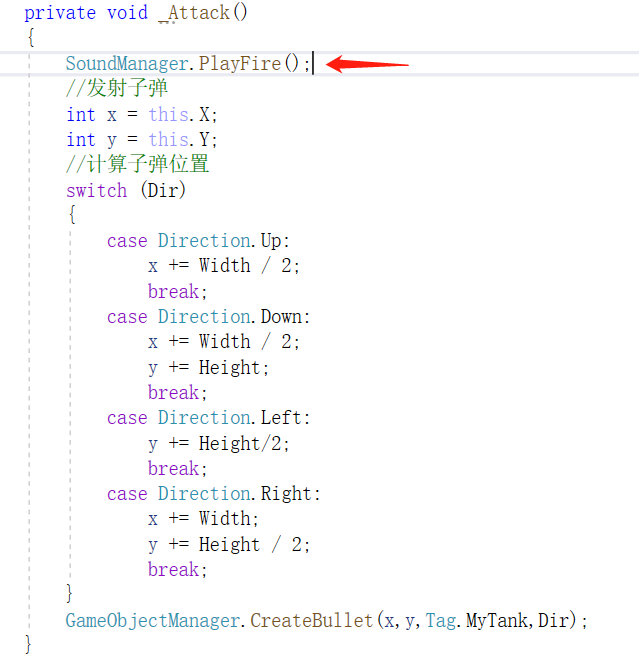 private void _Attack()
{
    SoundManager.PlayFire();
    //发射子弹
    int x = this.X;
    int y = this.Y;
    //计算子弹位置
    switch (Dir)
    {
        case Direction.Up:
            x += Width / 2;
            break;
        case Direction.Down:
            x += Width / 2;
            y += Height;
            break;
        case Direction.Left:
            y += Height/2;
            break;
        case Direction.Right:
            x += Width;
            y += Height / 2;
            break;
    }
    GameObjectManager.CreateBullet(x,y,Tag.MyTank,Dir);
}